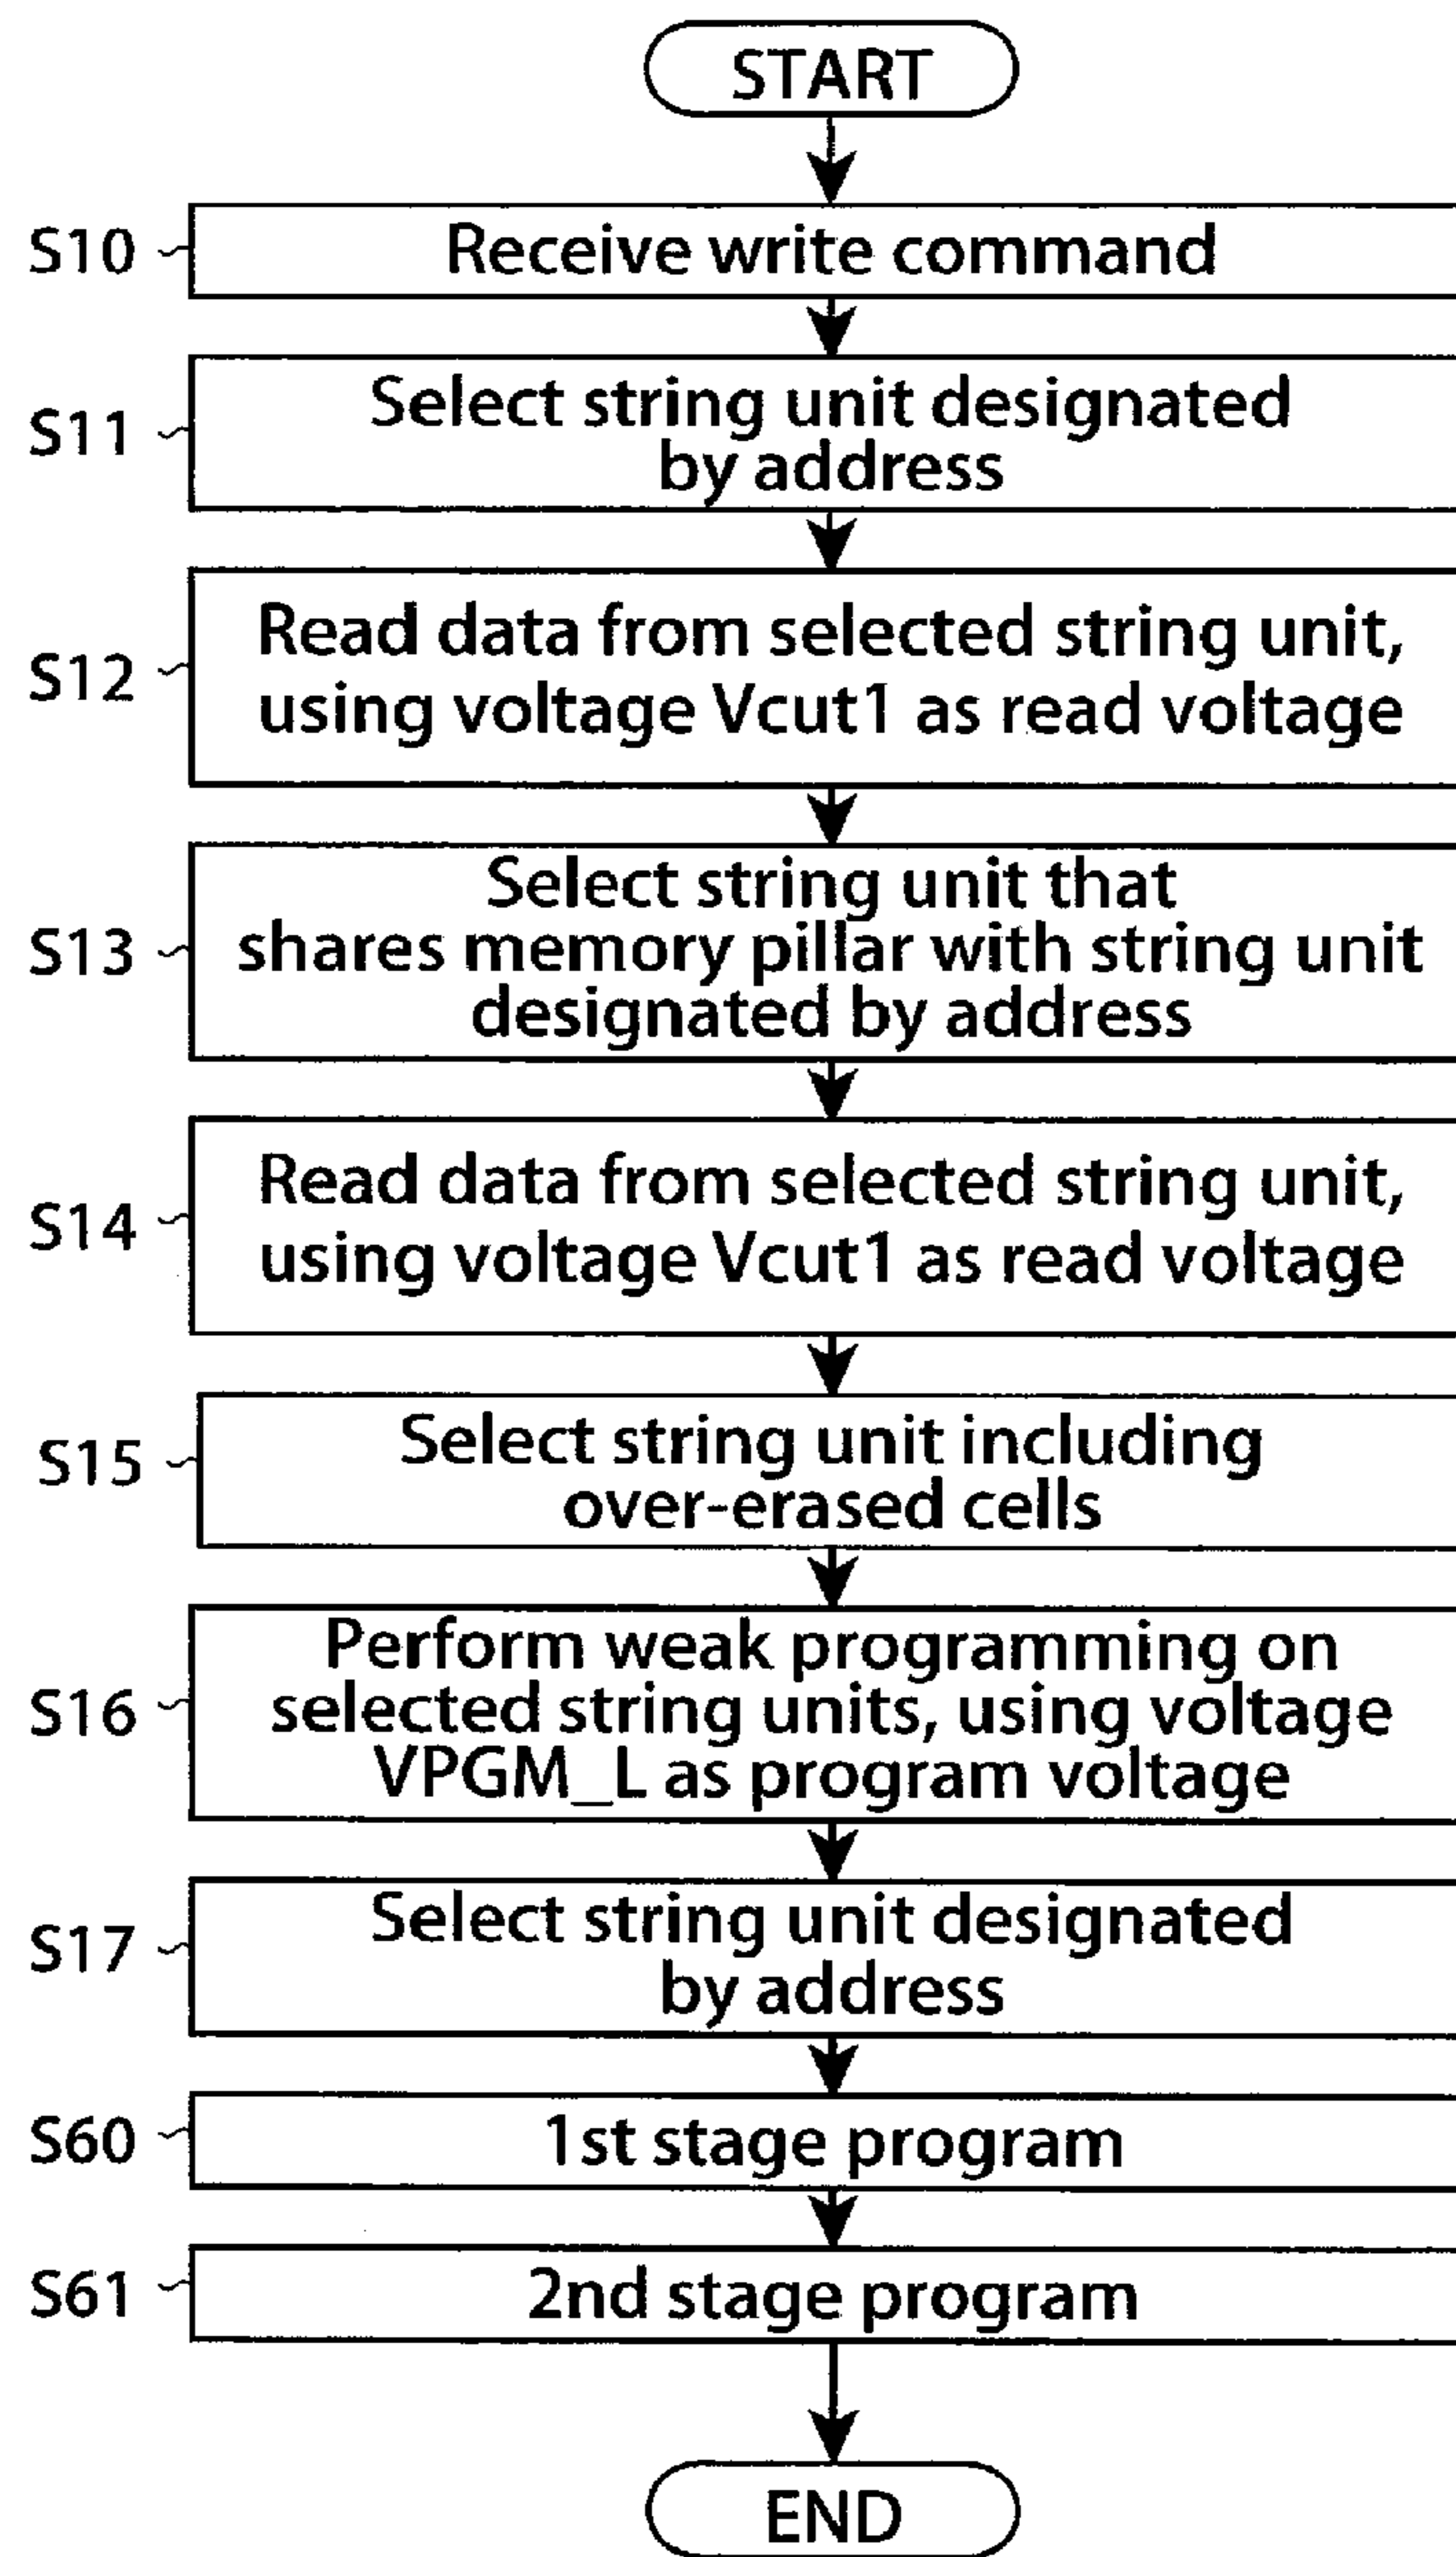 START
S10
Receive write command
S11
Select string unit designated
by address
S12
Read data from selected string unit,
using voltage Vcut1 as read voltage
S13
Select string unit that
shares memory pillar with string unit
designated by address
S14
Read data from selected string unit,
using voltage Vcut1 as read voltage
S15
Select string unit including
over-erased cells
S16
Perform weak programming on
selected string units, using voltage
VPGM_L as program voltage
S17
Select string unit designated
by address
S60
1st stage program
S61
2nd stage program
END